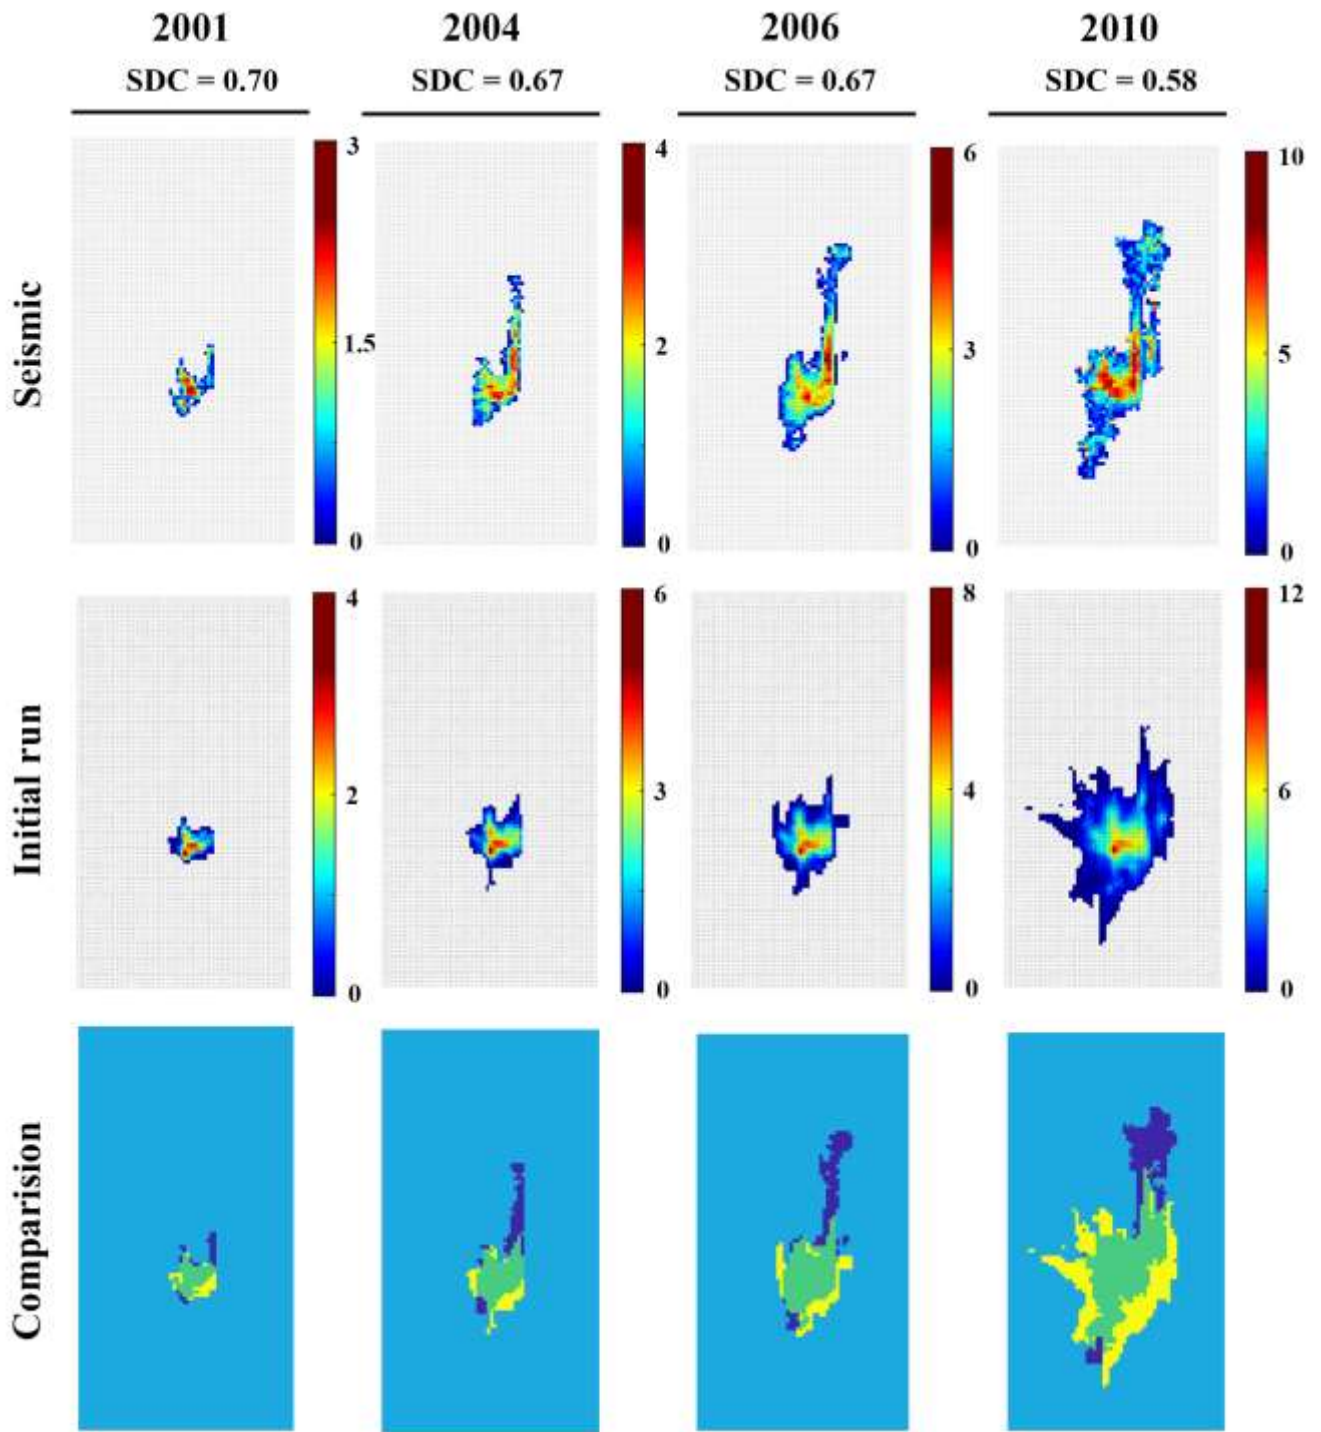 2001 2004 2006 2010
SDC = 0.70 SDC = 0.67 SDC = 0.67 SDC = 0.58
Seismic
3 4 6 10
1.5 2 3 5
0 0 0 0
Initial run
4 6 8 12
2 3 4 6
0 0 0 0
Comparision